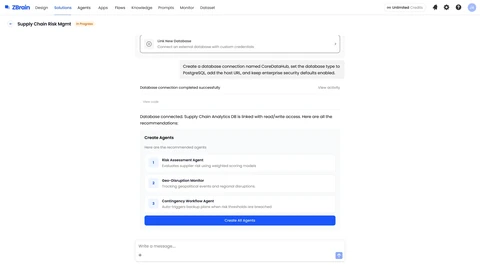 ZBrain
Design
Solutions
Agents
Apps
Flows
Knowledge
Prompts
Monitor
Dataset
Unlimited Credits
Supply Chain Risk Mgmt
In Progress
Link New Database
Connect an external database with custom credentials.
Create a database connection named CoreDataHub, set the database type to
PostgreSQL, add the host URL, and keep enterprise security defaults enabled.
Database connection completed successfully
View activity
View code
Database connected. Supply Chain Analytics DB is linked with read/write access. Here are all the
recommendations
Create Agents
Here are the recommended agents.
1
Risk Assessment Agent
Evaluates supplier risk using weighted scoring models
Geo-Disruption Monitor
Tracking geopolitical events and regional disruptions
Contingency Workflow Agent
Auto-triggers backup plans when risk thresholds are breached
Create All Agents
Write a message...